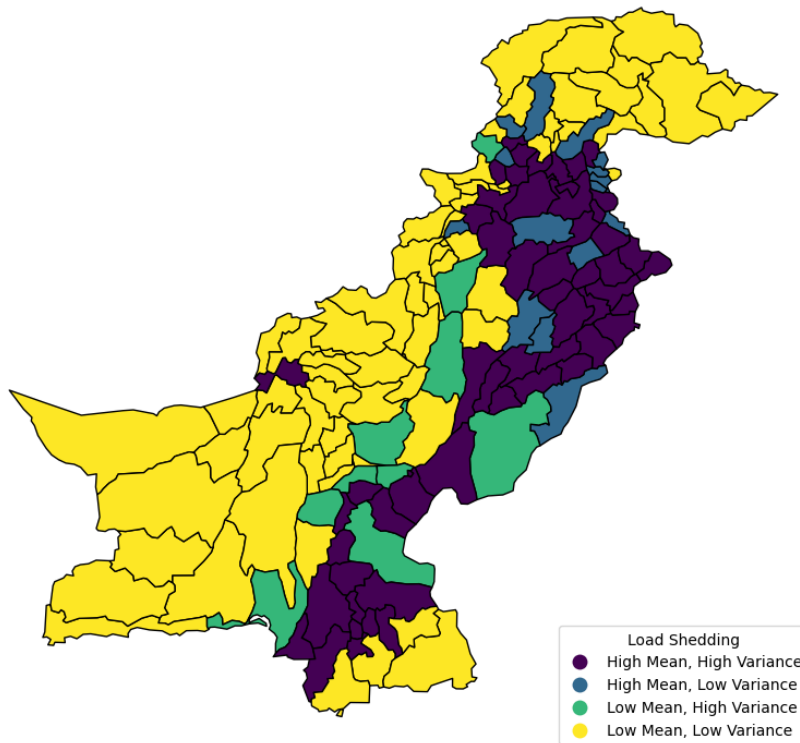 Load Shedding
High Mean, High Variance
High Mean, Low Variance
Low Mean, High Variance
Low Mean, Low Variance